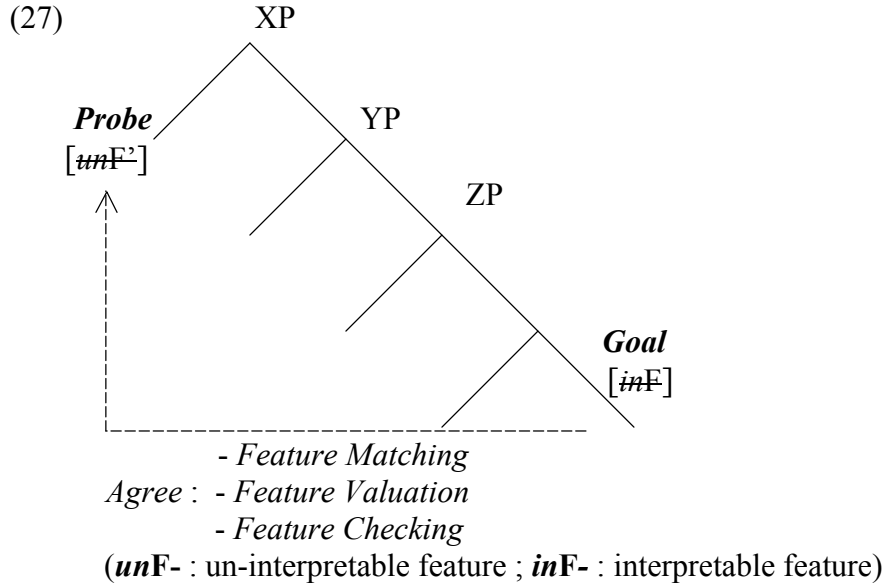 (27)
XP
Probe
YP
[unF’]
ZP
Goal
[inF]
- Feature Matching
Agree : - Feature Valuation
- Feature Checking
(unF- : un-interpretable feature ; inF- : interpretable feature)